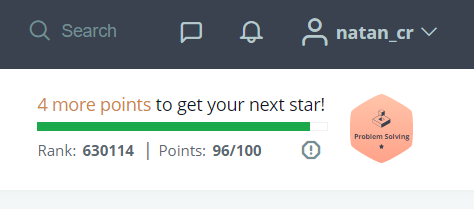 Search
natan_cr
4 more points to get your next star!
Problem Solving
Rank: 630114 | Points: 96/100